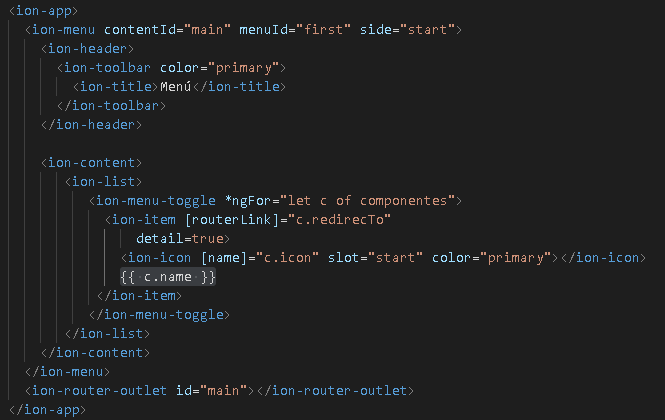 <ion-app>
<ion-menu contentId="main" menuId="first" side="start">
<ion-header>
<ion-toolbar color="primary">
<ion-title>Menú</ion-title>
</ion-toolbar>
</ion-header>
<ion-content>
<ion-list>
<ion-menu-toggle *ngFor="let c of componentes">
<ion-item [routerLink]="c.redirecTo"
detail=true>
<ion-icon [name]="c.icon" slot="start" color="primary"></ion-icon>
{{ c.name }}
</ion-item>
</ion-menu-toggle>
</ion-list>
</ion-content>
</ion-menu>
<ion-router-outlet id="main"></ion-router-outlet>
</ion-app>